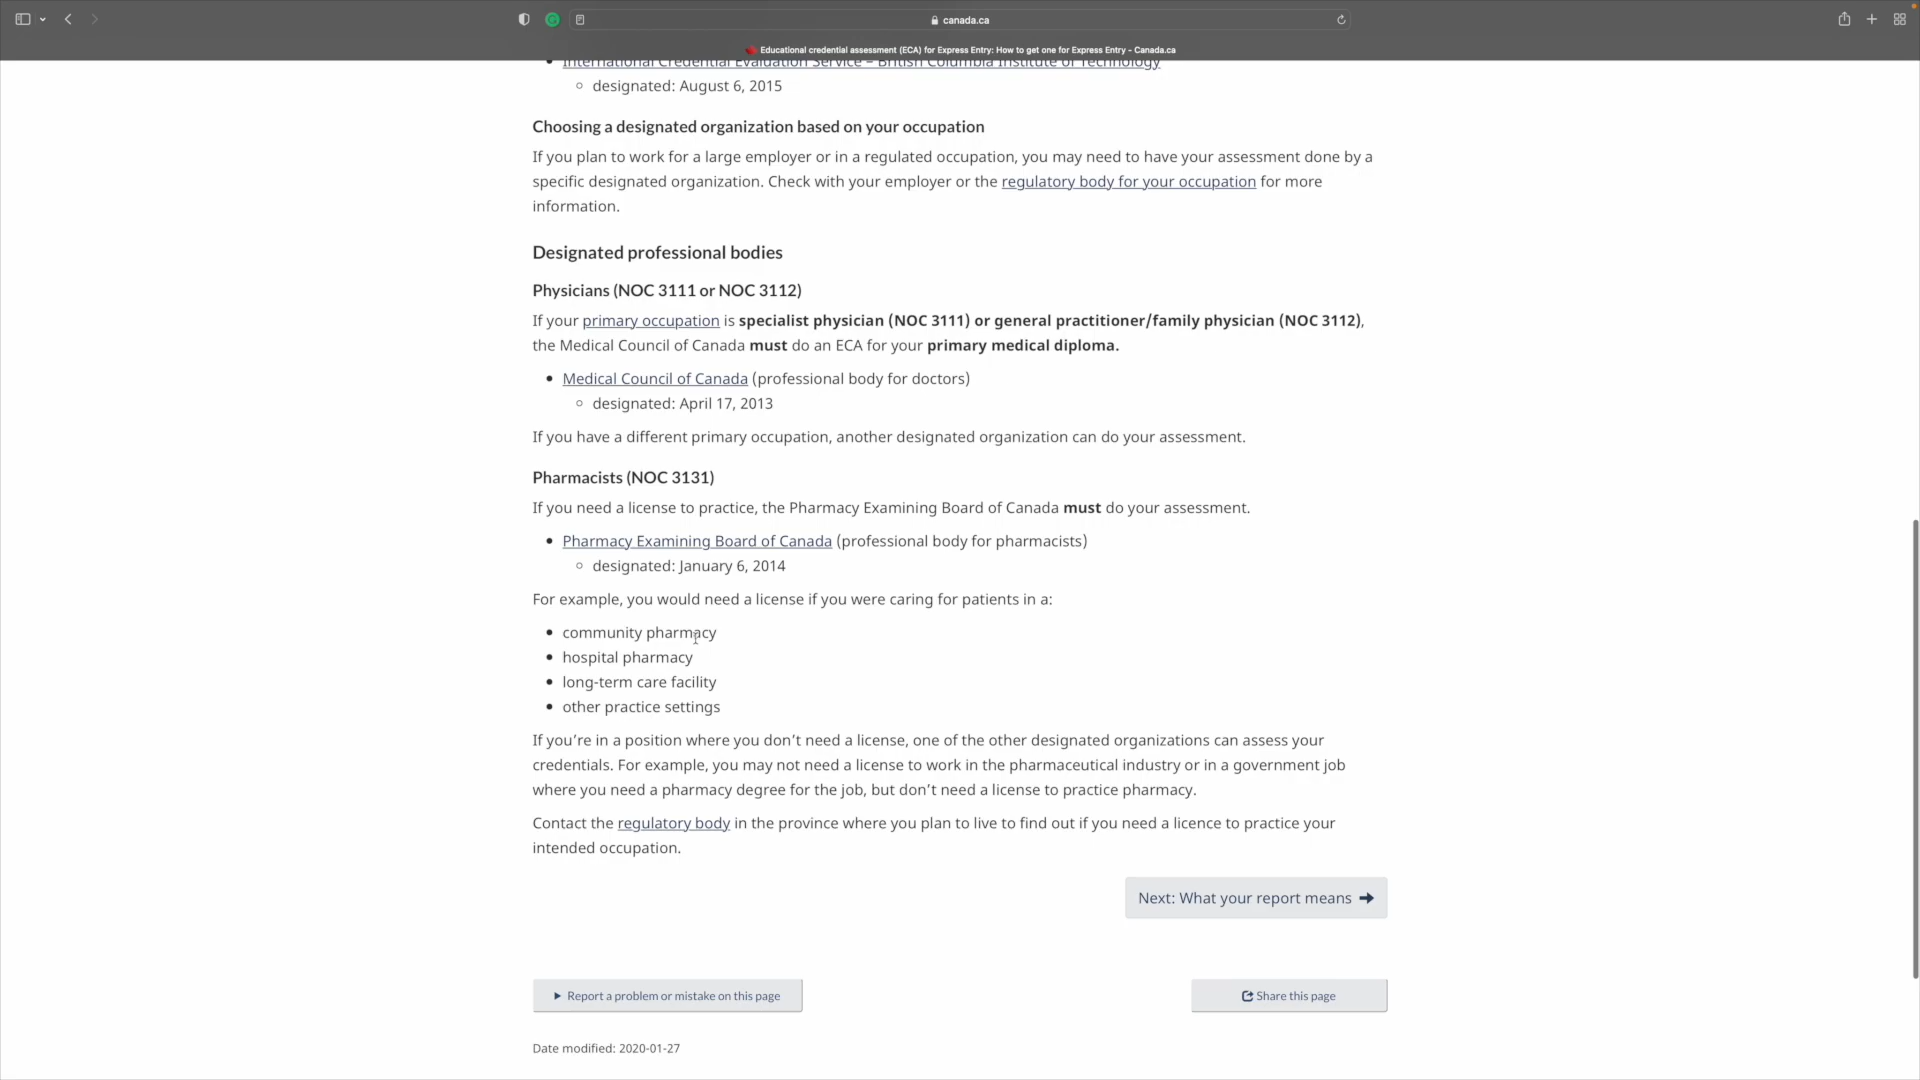 canada.ca
Educational credential assessment (ECA) for Express Entry: How to get one for Express Entry - Canada.ca
International Credential Evaluation Service – British Columbia Institute of Technology
designated: August 6, 2015
Choosing a designated organization based on your occupation
If you plan to work for a large employer or in a regulated occupation, you may need to have your assessment done by a
specific designated organization. Check with your employer or the regulatory body for your occupation for more
information.
Designated professional bodies
Physicians (NOC 3111 or NOC 3112)
If your primary occupation is specialist physician (NOC 3111) or general practitioner/family physician (NOC 3112),
the Medical Council of Canada must do an ECA for your primary medical diploma.
Medical Council of Canada (professional body for doctors)
designated: April 17, 2013
If you have a different primary occupation, another designated organization can do your assessment.
Pharmacists (NOC 3131)
If you need a license to practice, the Pharmacy Examining Board of Canada must do your assessment.
Pharmacy Examining Board of Canada (professional body for pharmacists)
designated: January 6, 2014
For example, you would need a license if you were caring for patients in a:
community pharmacy
hospital pharmacy
long-term care facility
other practice settings
If you’re in a position where you don’t need a license, one of the other designated organizations can assess your
credentials. For example, you may not need a license to work in the pharmaceutical industry or in a government job
where you need a pharmacy degree for the job, but don’t need a license to practice pharmacy.
Contact the regulatory body in the province where you plan to live to find out if you need a licence to practice your
intended occupation.
Next: What your report means
Report a problem or mistake on this page
Share this page
Date modified: 2020-01-27